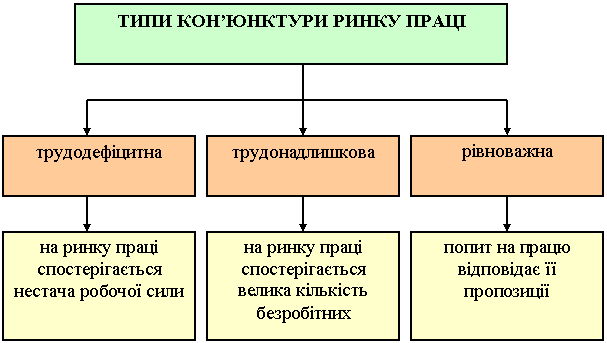 ТИПИ КОН’ЮНКТУРИ РИНКУ ПРАЦІ
трудодефіцитна
трудонадлишкова
рівноважна
на ринку праці
спостерігається
нестача робочої сили
на ринку праці
спостерігається
велика кількість
безробітних
попит на працю
відповідає її
пропозиції